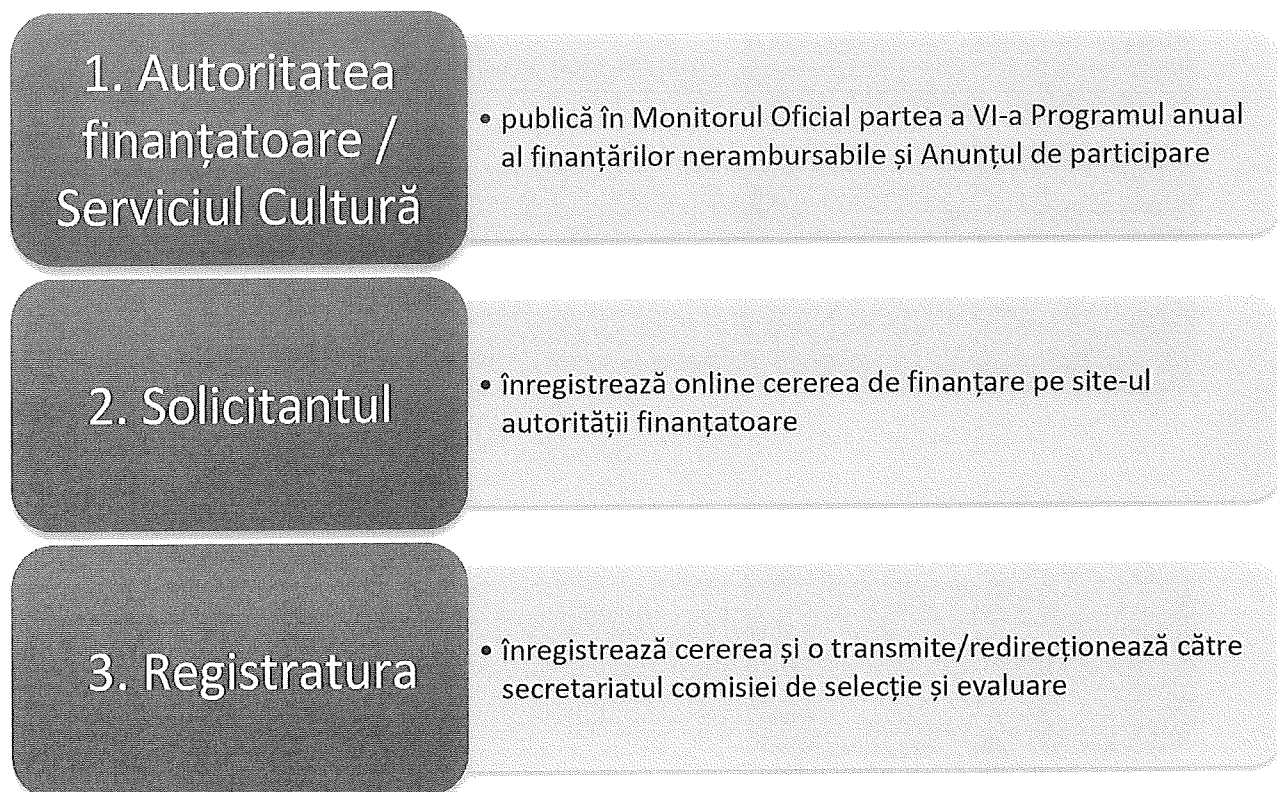 1. Autoritatea
finanțatoare /
Serviciul Cultură
• publică în Monitorul Oficial partea a VI-a Programul anual
al finanțărilor nerambursabile și Anunțul de participare
2. Solicitantul
• înregistrează online cererea de finanțare pe site-ul
autorității finanțatoare
3. Registratura
• înregistrează cererea și o transmite/redirecționează către
secretariatul comisiei de selecție și evaluare